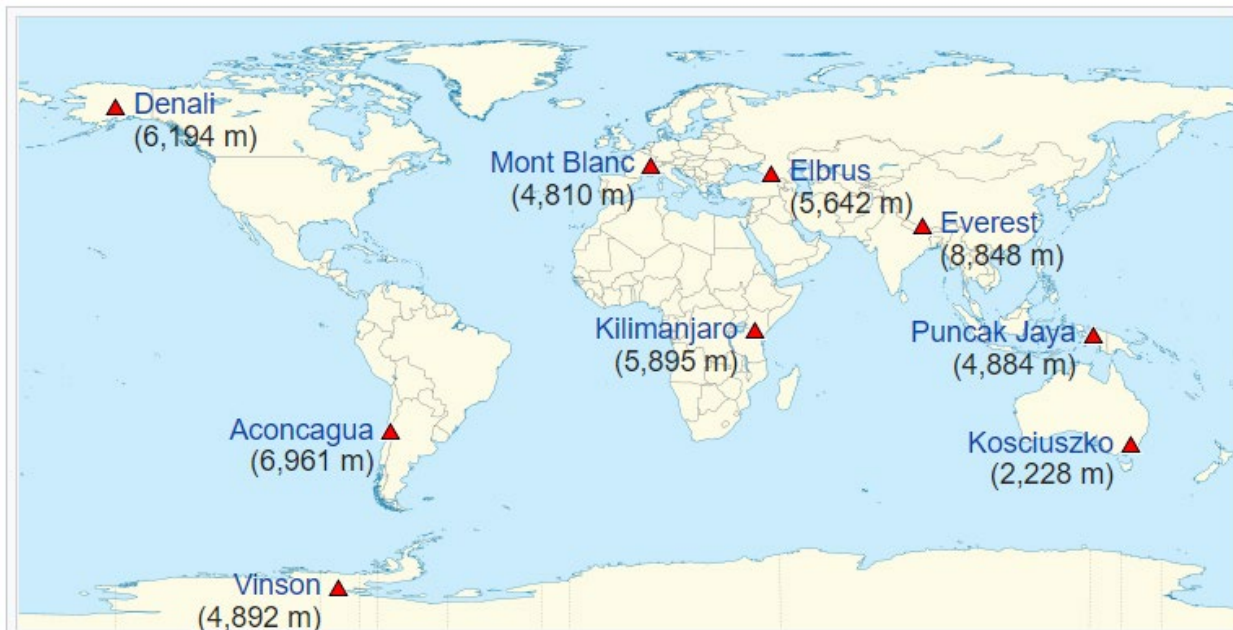 Denali
(6,194 m)
Mont Blanc
(4,810 m)
Elbrus
(5,642 m)
Everest
(8,848 m)
Kilimanjaro
(5,895 m)
Puncak Jaya
(4,884 m)
Aconcagua
(6,961 m)
Kosciuszko
(2,228 m)
Vinson
(4,892 m)